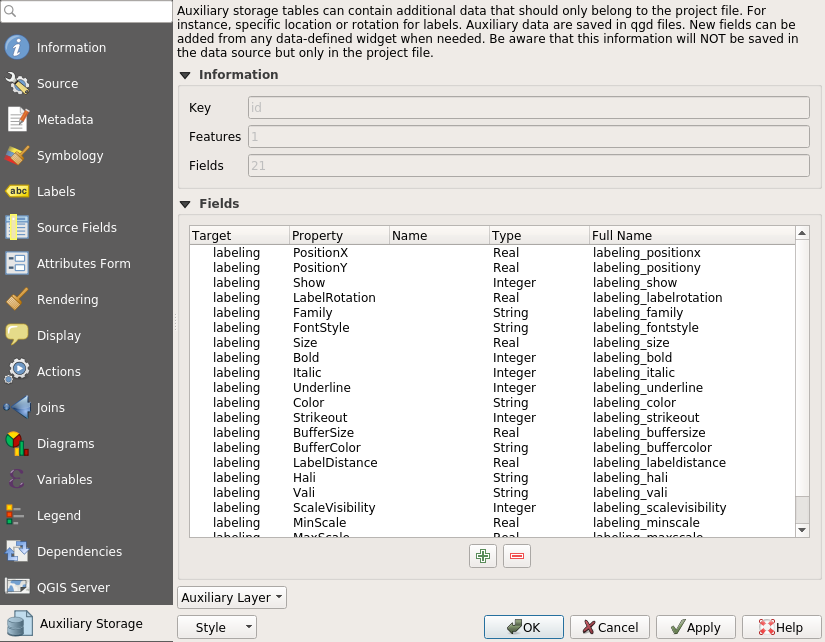 Auxiliary storage tables can contain additional data that should only belong to the project file. For
instance, specific location or rotation for labels. Auxiliary data are saved in qgd files. New fields can be
added from any data-defined widget when needed. Be aware that this information will NOT be saved in
the data source but only in the project file.
Information
Source
Metadata
Symbology
abc Labels
Source Fields
Attributes Form
Rendering
Display
Actions
Joins
Diagrams
Variables
Legend
Dependencies
QGIS Server
Auxiliary Storage
Information
Key id
Features 1
Fields 21
Fields
Target Property Name Type Full Name
labeling PositionX Real labeling_positionx
labeling PositionY Real labeling_positiony
labeling Show Integer labeling_show
labeling LabelRotation Real labeling_labelrotation
labeling Family String labeling_family
labeling FontStyle String labeling_fontstyle
labeling Size Real labeling_size
labeling Bold Integer labeling_bold
labeling Italic Integer labeling_italic
labeling Underline Integer labeling_underline
labeling Color String labeling_color
labeling Strikeout Integer labeling_strikeout
labeling BufferSize Real labeling_buffersize
labeling BufferColor String labeling_buffercolor
labeling LabelDistance Real labeling_labeldistance
labeling Hali String labeling_hali
labeling Vali String labeling_vali
labeling ScaleVisibility Integer labeling_scalevisibility
labeling MinScale Real labeling_minscale
labeling MaxScale Real labeling_maxscale
Auxiliary Layer
Style OK Cancel Apply Help